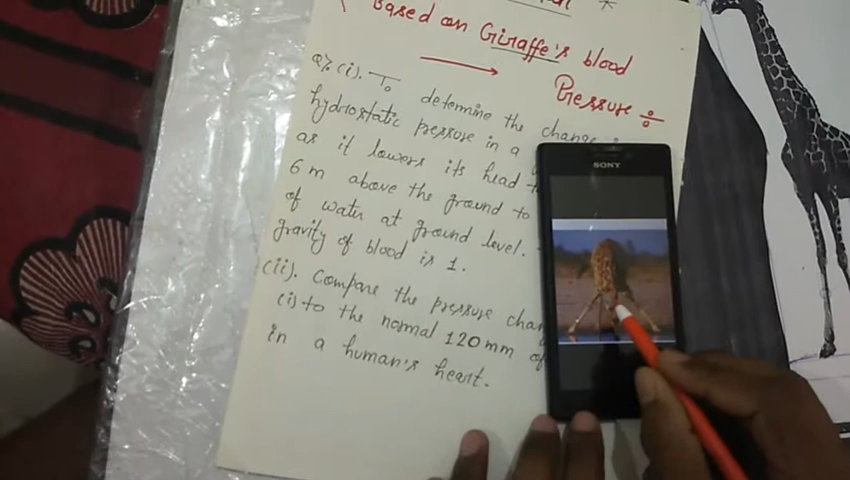 Based on Giraffe's blood
Pressure ÷
Q%. (i). To determine the change
hydrostatic pressure in a
as it lowers its head
6 m above the ground to
of water at ground level.
gravity of blood is 1.
(ii). Compare the pressure
(i) to the normal 120 mm of
in a human's heart.
SONY